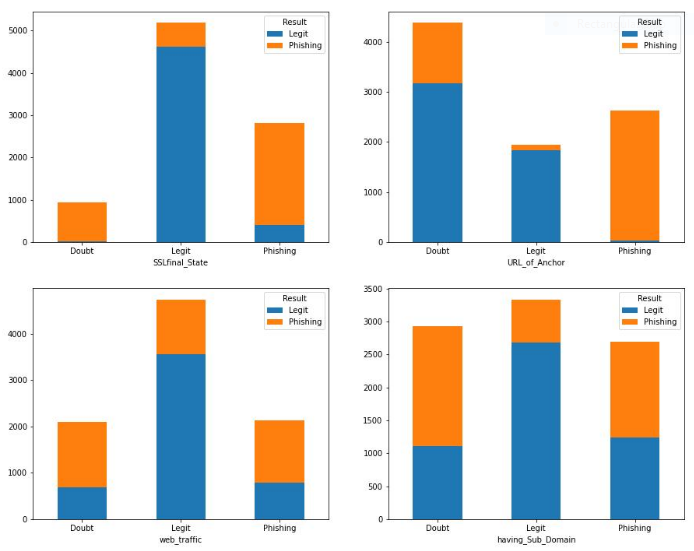 5000
4000
3000
2000
1000
0
Result
Legit
Phishing
Doubt
Legit
Phishing
SSLfinal_State
4000
3000
2000
1000
0
Result
Legit
Phishing
Doubt
Legit
Phishing
URL_of_Anchor
4000
3000
2000
1000
0
Result
Legit
Phishing
Doubt
Legit
Phishing
web_traffic
3500
3000
2500
2000
1500
1000
500
0
Result
Legit
Phishing
Doubt
Legit
Phishing
having_Sub_Domain